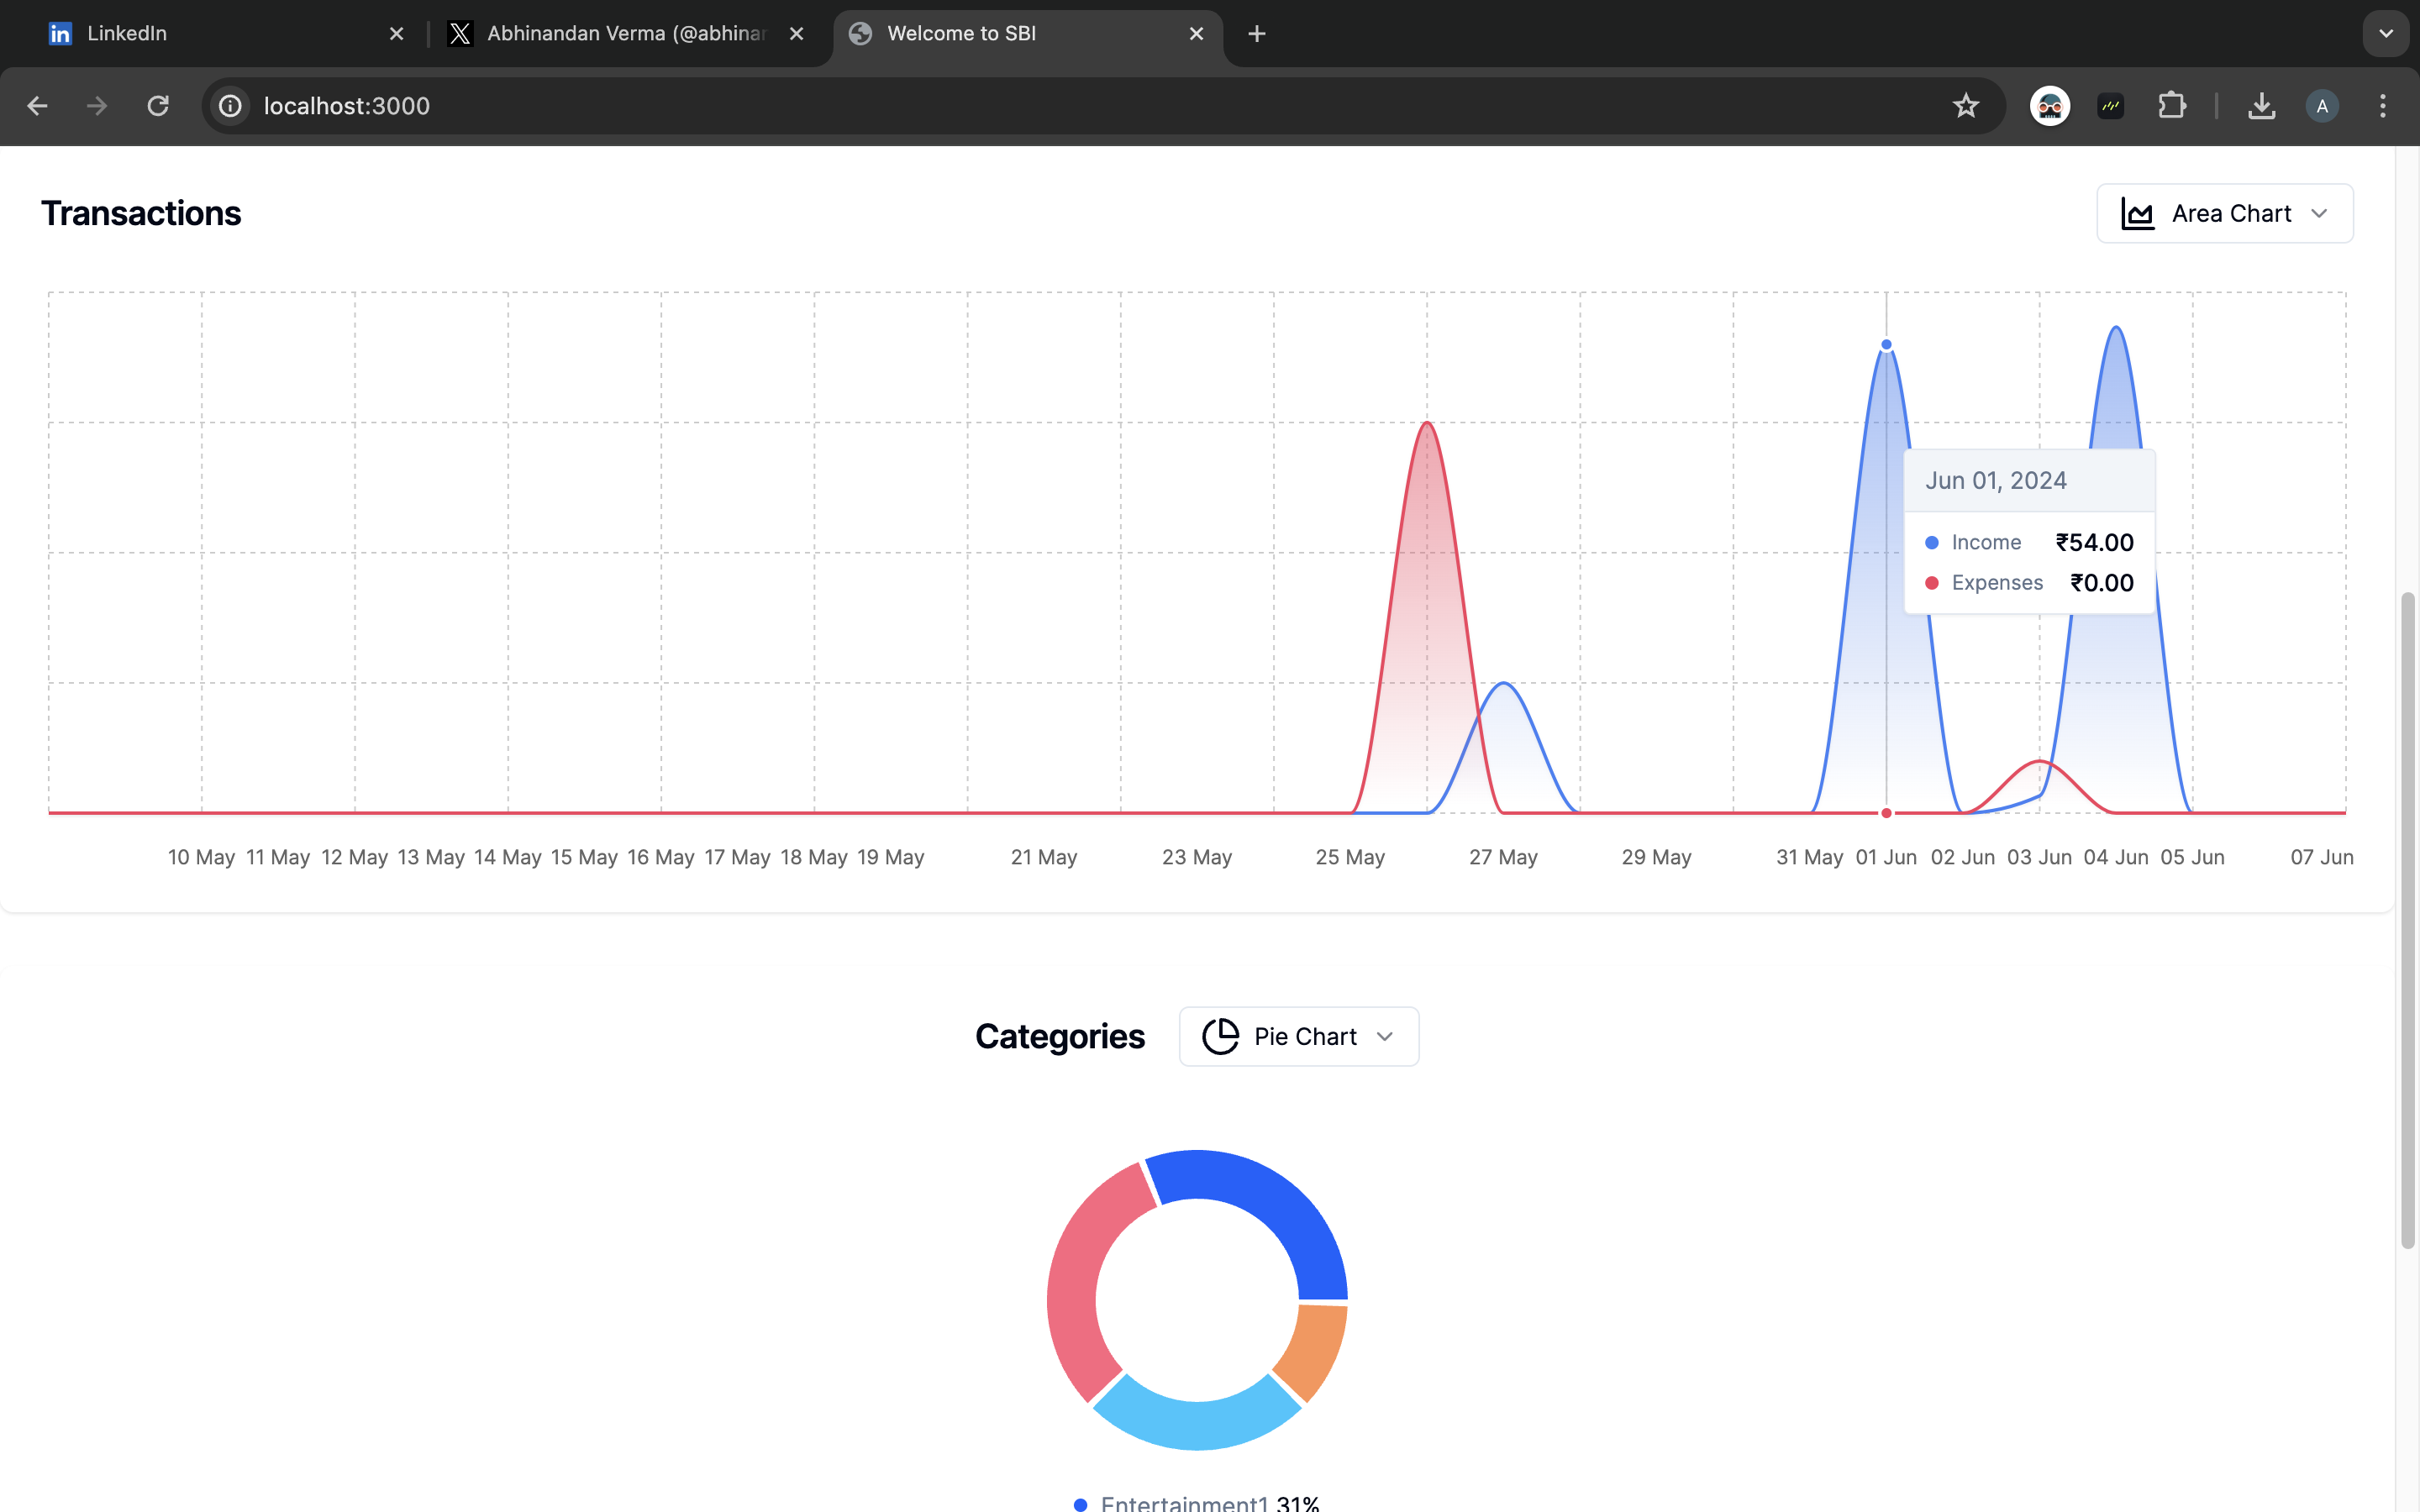 LinkedIn
Abhinandan Verma (@abhinan
Welcome to SBI
localhost:3000
A
Transactions
Area Chart
Jun 01, 2024
Income ₹54.00
Expenses ₹0.00
10 May 11 May 12 May 13 May 14 May 15 May 16 May 17 May 18 May 19 May 21 May 23 May 25 May 27 May 29 May 31 May 01 Jun 02 Jun 03 Jun 04 Jun 05 Jun 07 Jun
Categories
Pie Chart
Entertainment1 31%